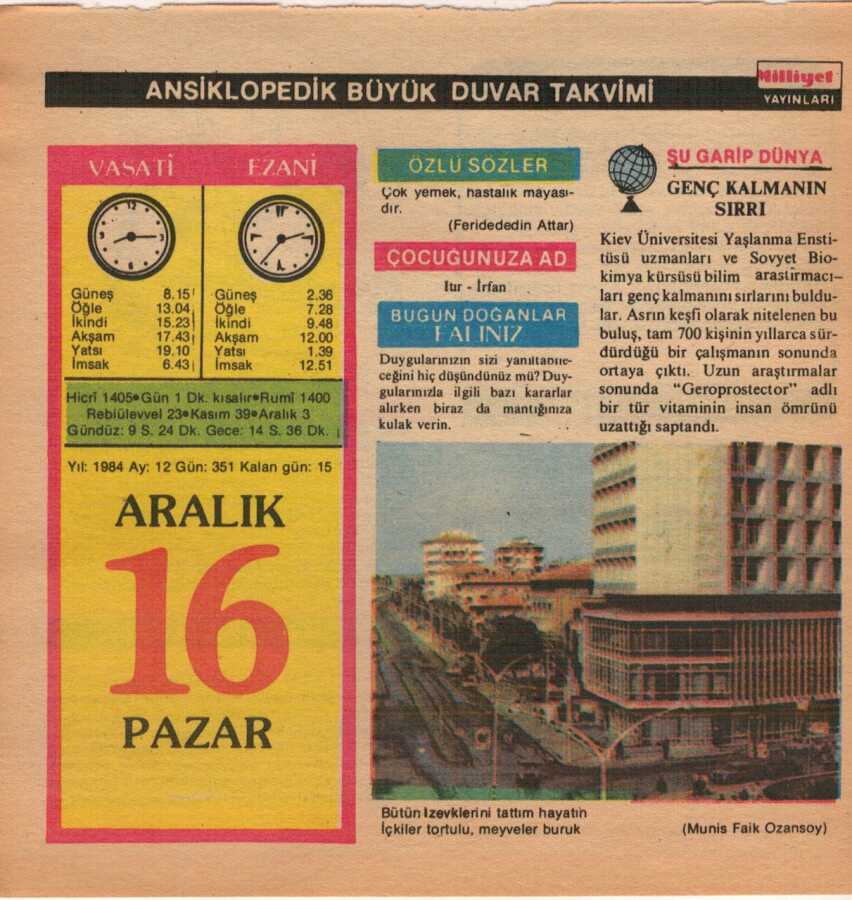 ANSİKLOPEDİK BÜYÜK DUVAR TAKVİMİ
Milliyet
YAYINLARI
VASATİ
EZANİ
Güneş 8.15
Öğle 13.04
İkindi 15.23
Akşam 17.43
Yatsı 19.10
İmsak 6.43
Güneş 2.36
Öğle 7.28
İkindi 9.48
Akşam 12.00
Yatsı 1.39
İmsak 12.51
Hicrî 1405•Gün 1 Dk. kısalır•Rumî 1400
Rebiülevvel 23•Kasım 39•Aralık 3
Gündüz: 9 S. 24 Dk. Gece: 14 S. 36 Dk.
Yıl: 1984 Ay: 12 Gün: 351 Kalan gün: 15
ARALIK
16
PAZAR
ÖZLÜ SÖZLER
Çok yemek, hastalık mayası-
dır.
(Ferideddin Attar)
ÇOCUĞUNUZA AD
Itur - İrfan
BUGÜN DOĞANLAR
FALINIZ
Duygularınızın sizi yanıltabile-
ceğini hiç düşündünüz mü? Duy-
gularınızla ilgili bazı kararlar
alırken biraz da mantığınıza
kulak verin.
ŞU GARİP DÜNYA
GENÇ KALMANIN
SIRRI
Kiev Üniversitesi Yaşlanma Ensti-
tüsü uzmanları ve Sovyet Bio-
kimya kürsüsü bilim araştırmacı-
ları genç kalmanını sırlarını buldu-
lar. Asrın keşfi olarak nitelenen bu
buluş, tam 700 kişinin yıllarca sür-
dürdüğü bir çalışmanın sonunda
ortaya çıktı. Uzun araştırmalar
sonunda “Geroprostector” adlı
bir tür vitaminin insan ömrünü
uzattığı saptandı.
Bütün zevklerini tattım hayatın
İçkiler tortulu, meyveler buruk
(Munis Faik Ozansoy)